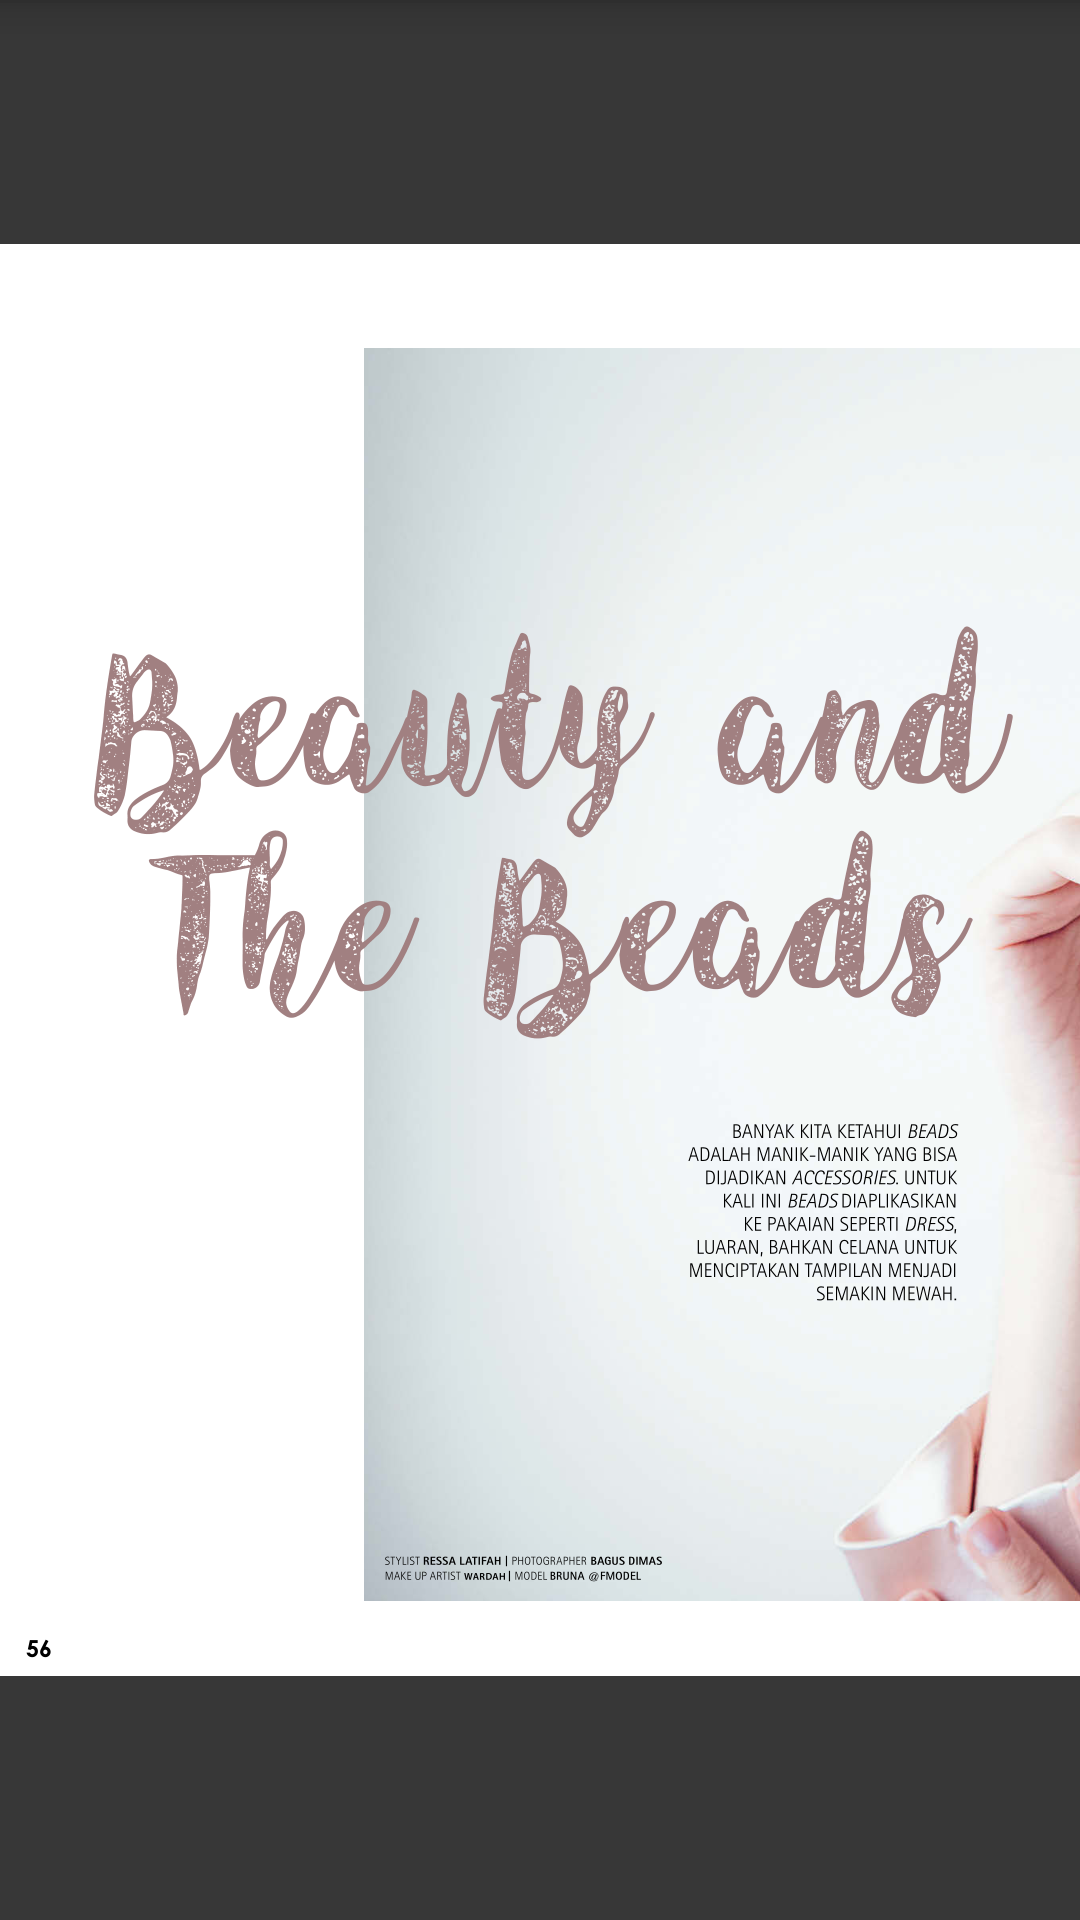 Beauty and
The Beads
BANYAK KITA KETAHUI BEADS
ADALAH MANIK-MANIK YANG BISA
DIJADIKAN ACCESSORIES. UNTUK
KALI INI BEADS DIAPLIKASIKAN
KE PAKAIAN SEPERTI DRESS,
LUARAN, BAHKAN CELANA UNTUK
MENCIPTAKAN TAMPILAN MENJADI
SEMAKIN MEWAH.
STYLIST RESSA LATIFAH | PHOTOGRAPHER BAGUS DIMAS
MAKE UP ARTIST WARDAH | MODEL BRUNA @FMODEL
56